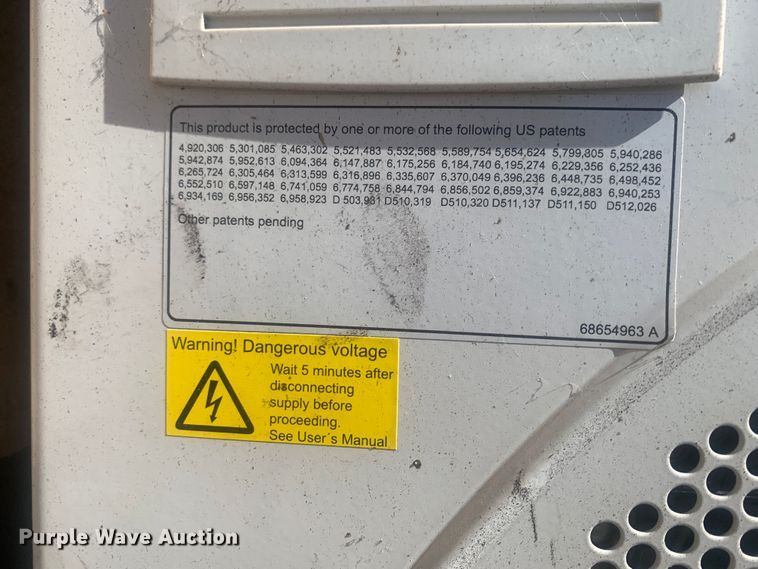 This product is protected by one or more of the following US patents
4,920,306 5,301,085 5,463,302 5,521,483 5,532,568 5,589,754 5,654,624 5,799,805 5,940,286
5,942,874 5,952,613 6,094,364 6,147,887 6,175,256 6,184,740 6,195,274 6,229,356 6,252,436
6,265,724 6,305,464 6,313,599 6,316,896 6,335,607 6,370,049 6,396,236 6,448,735 6,498,452
6,552,510 6,597,148 6,741,059 6,774,758 6,844,794 6,856,502 6,859,374 6,922,883 6,940,253
6,934,169 6,956,352 6,958,923 D 503,931 D510,319 D510,320 D511,137 D511,150 D512,026
Other patents pending
68654963 A
Warning! Dangerous voltage
Wait 5 minutes after
disconnecting
supply before
proceeding.
See User´s Manual
Purple Wave Auction